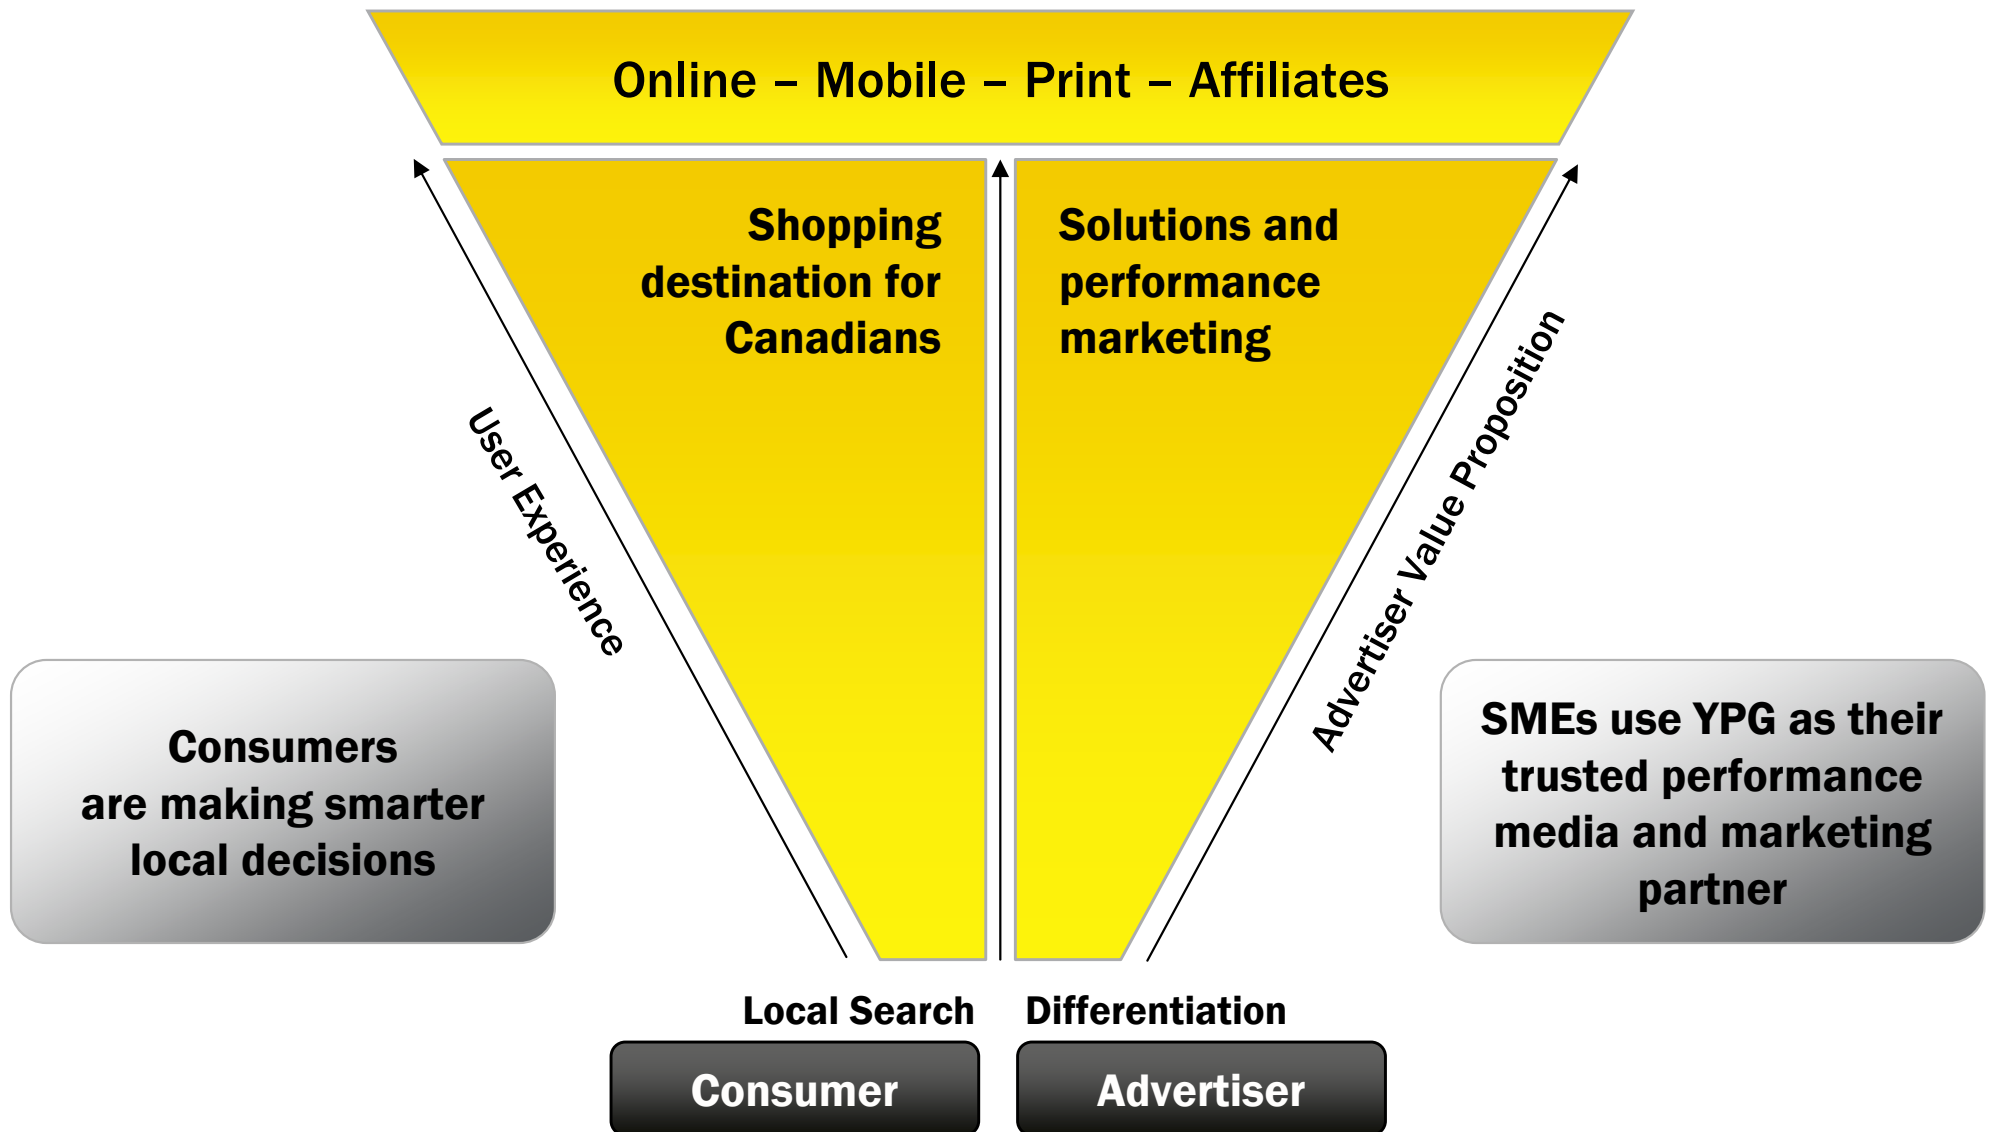 Online – Mobile – Print – Affiliates
Shopping
destination for
Canadians
Solutions and
performance
marketing
User Experience
Advertiser Value Proposition
Consumers
are making smarter
local decisions
SMEs use YPG as their
trusted performance
media and marketing
partner
Local Search
Differentiation
Consumer
Advertiser